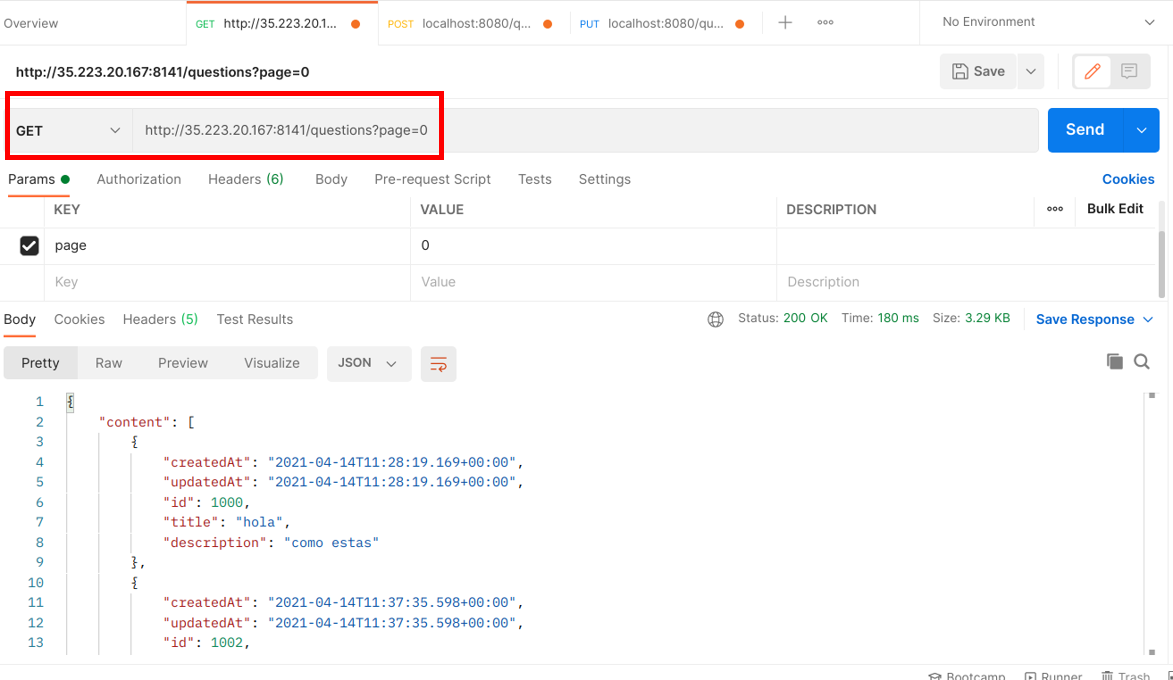 Overview GET http://35.223.20.1... POST localhost:8080/q... PUT localhost:8080/qu... No Environment
http://35.223.20.167:8141/questions?page=0 Save
GET http://35.223.20.167:8141/questions?page=0 Send
Params Authorization Headers (6) Body Pre-request Script Tests Settings Cookies
KEY VALUE DESCRIPTION Bulk Edit
page 0
Key Value Description
Body Cookies Headers (5) Test Results Status: 200 OK Time: 180 ms Size: 3.29 KB Save Response
Pretty Raw Preview Visualize JSON
1 {
2 "content": [
3 {
4 "createdAt": "2021-04-14T11:28:19.169+00:00",
5 "updatedAt": "2021-04-14T11:28:19.169+00:00",
6 "id": 1000,
7 "title": "hola",
8 "description": "como estas"
9 },
10 {
11 "createdAt": "2021-04-14T11:37:35.598+00:00",
12 "updatedAt": "2021-04-14T11:37:35.598+00:00",
13 "id": 1002,
Bootcamp Runner Trash